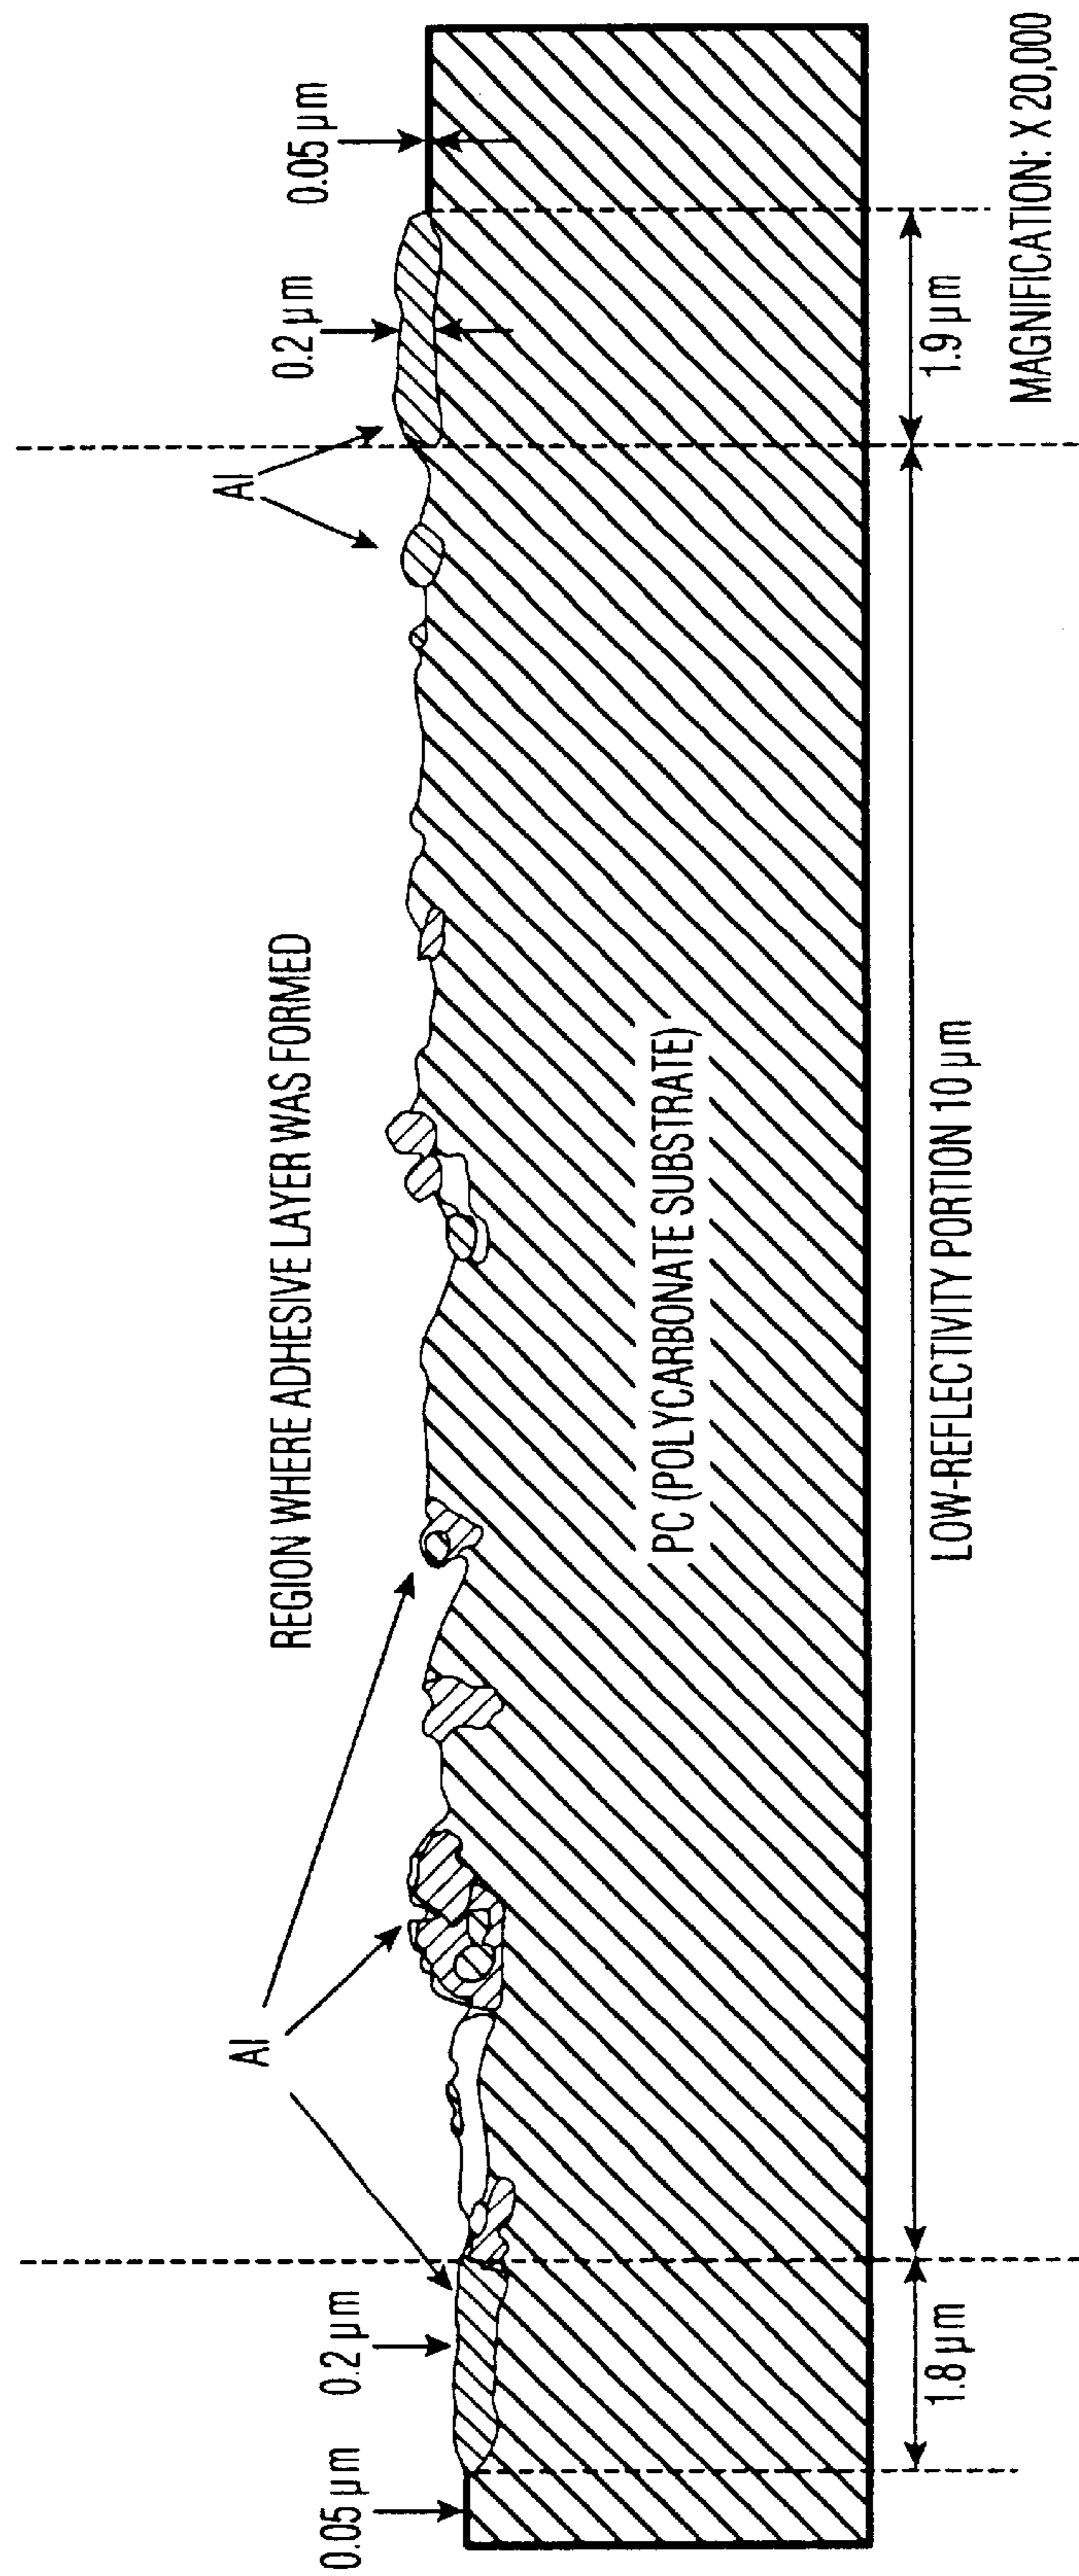 0.05 μm
0.2 μm
Al
REGION WHERE ADHESIVE LAYER WAS FORMED
Al
0.2 μm
0.05 μm
PC (POLYCARBONATE SUBSTRATE)
1.8 μm
LOW-REFLECTIVITY PORTION 10 μm
1.9 μm
MAGNIFICATION: X 20,000